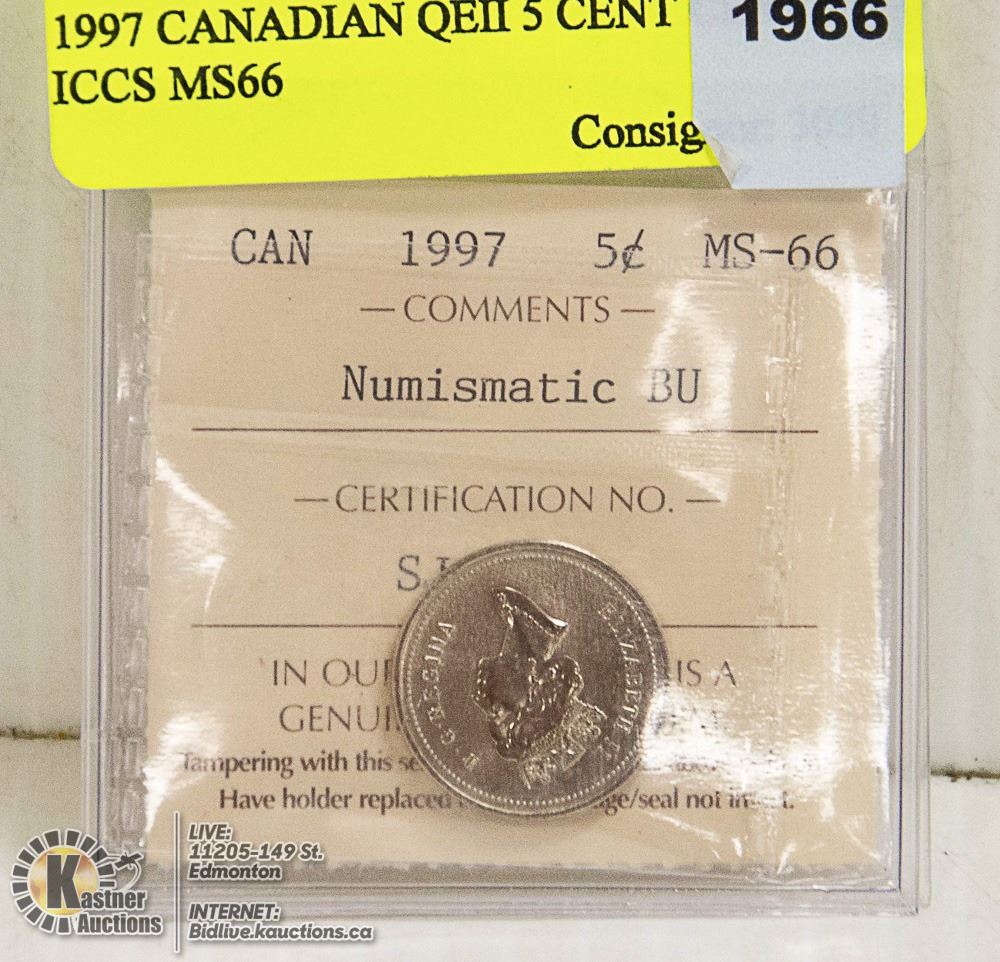 1997 CANADIAN QEII 5 CENT
1966
ICCS MS66
Consig
CAN 1997 5¢ MS-66
— COMMENTS —
Numismatic BU
— CERTIFICATION NO. —
S
IN OUR IS A
GENUI
Tampering with this se
Have holder replaced ge/seal not intact.
ELIZABETH II
D·G·REGINA
Kastner
Auctions
LIVE:
11205-149 St.
Edmonton
INTERNET:
Bidlive.kauctions.ca